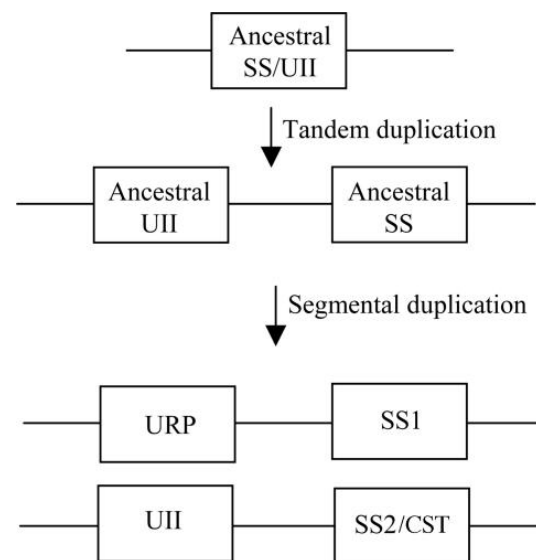 Ancestral
SS/UII
Tandem duplication
Ancestral
UII
Ancestral
SS
Segmental duplication
URP
SS1
UII
SS2/CST